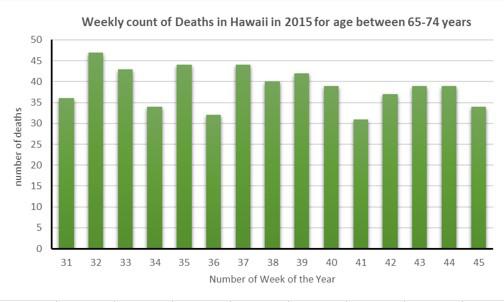 Weekly count of Deaths in Hawaii in 2015 for age between 65-74 years
number of deaths
50
45
40
35
30
25
20
15
10
5
0
31 32 33 34 35 36 37 38 39 40 41 42 43 44 45
Number of Week of the Year